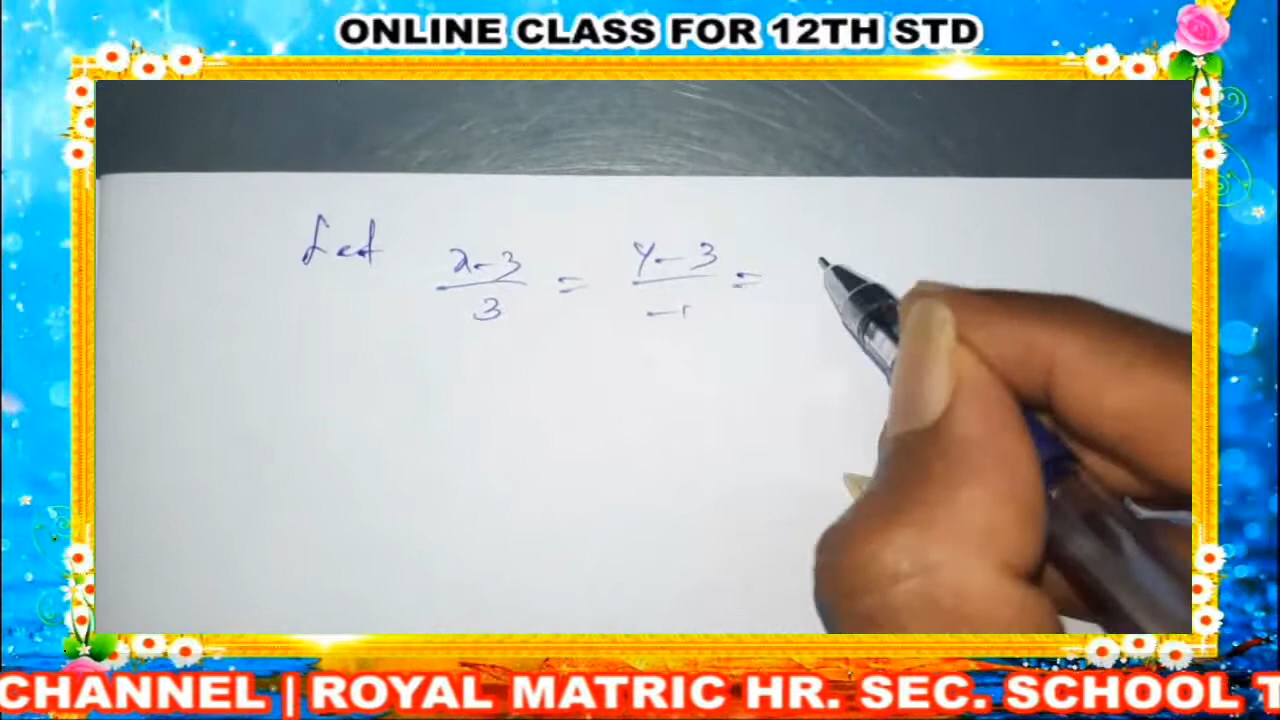 ONLINE CLASS FOR 12TH STD
Let x-3/3 = y-3/-1 =
CHANNEL | ROYAL MATRIC HR. SEC. SCHOOL T